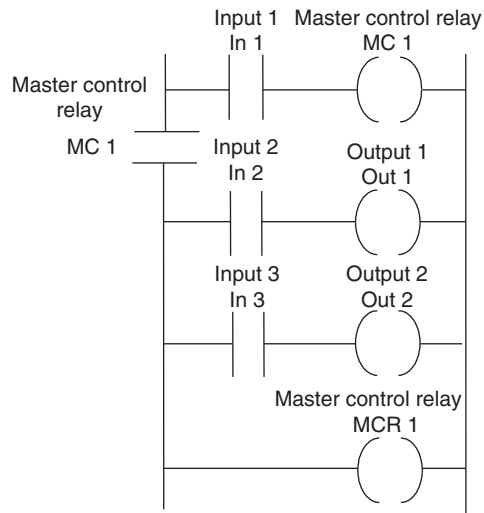 Input 1
In 1
Master control relay
MC 1
Master control
relay
MC 1
Input 2
In 2
Output 1
Out 1
Input 3
In 3
Output 2
Out 2
Master control relay
MCR 1